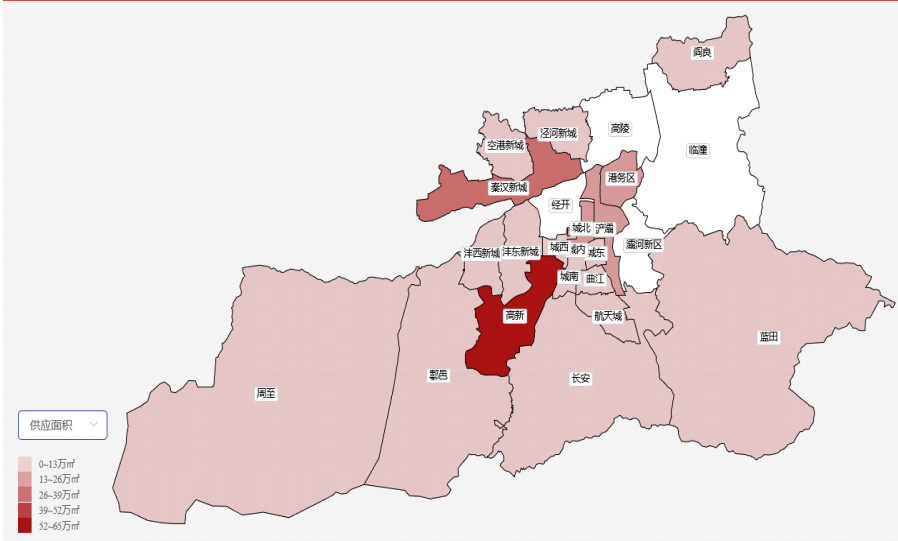 阎良
高陵
泾河新城
空港新城
临潼
港务区
秦汉新城
经开
城北
浐灞
灞河新区
城西
城内
城东
沣西新城
沣东新城
城南
曲江
高新
航天城
蓝田
鄠邑
长安
周至
供应面积
0~13万㎡
13~26万㎡
26~39万㎡
39~52万㎡
52~65万㎡